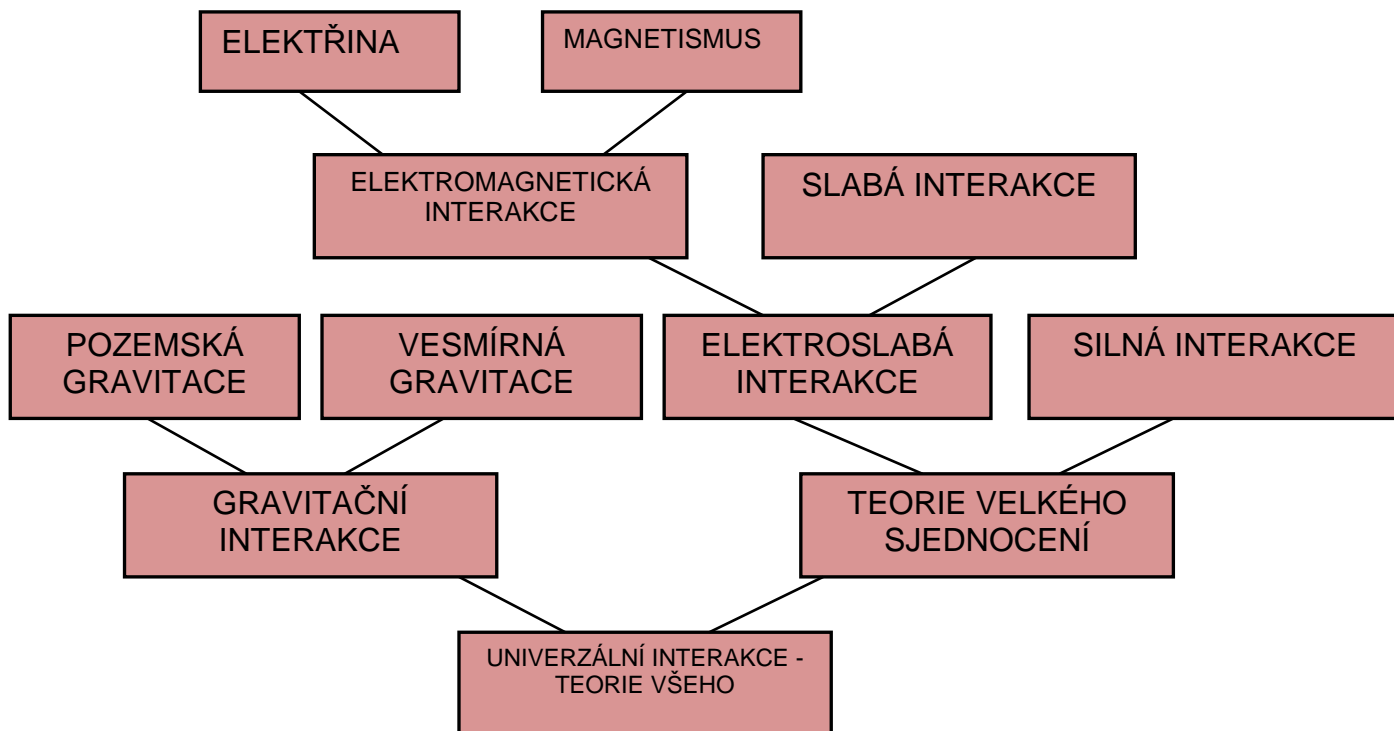 ELEKTŘINA
MAGNETISMUS
ELEKTROMAGNETICKÁ
INTERAKCE
SLABÁ INTERAKCE
POZEMSKÁ
GRAVITACE
VESMÍRNÁ
GRAVITACE
ELEKTROSLABÁ
INTERAKCE
SILNÁ INTERAKCE
GRAVITAČNÍ
INTERAKCE
TEORIE VELKÉHO
SJEDNOCENÍ
UNIVERZÁLNÍ INTERAKCE -
TEORIE VŠEHO